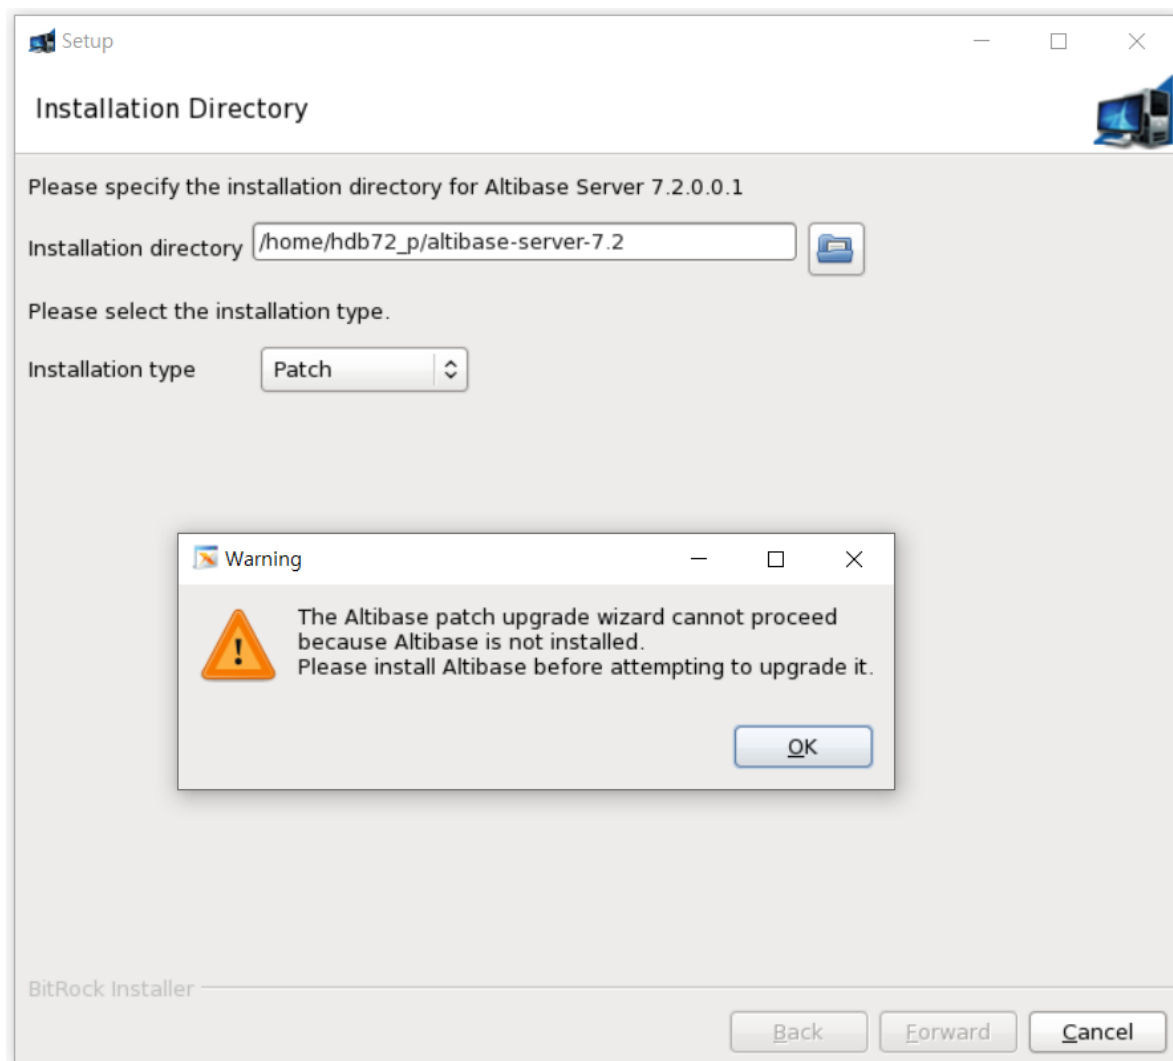 Setup
Installation Directory
Please specify the installation directory for Altibase Server 7.2.0.0.1
Installation directory /home/hdb72_p/altibase-server-7.2
Please select the installation type.
Installation type Patch
Warning
The Altibase patch upgrade wizard cannot proceed
because Altibase is not installed.
Please install Altibase before attempting to upgrade it.
OK
BitRock Installer
Back Forward Cancel